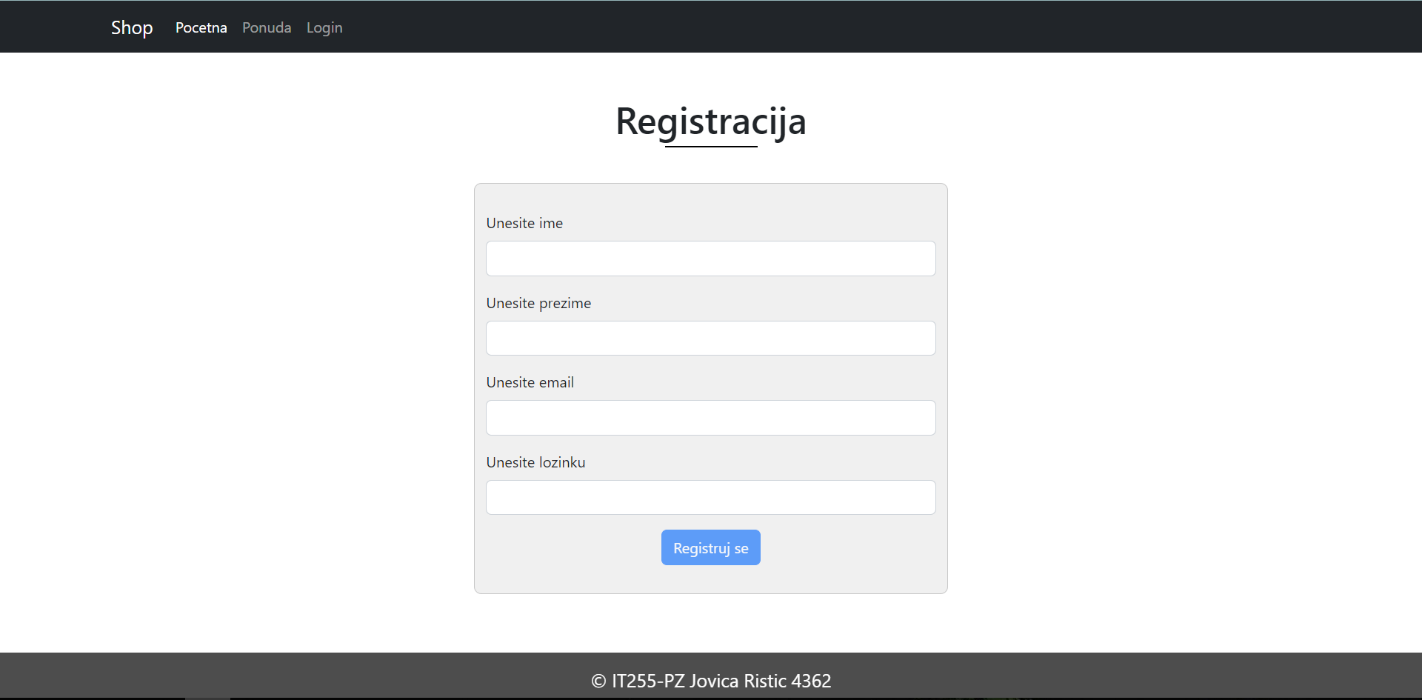 Shop Pocetna Ponuda Login
Registracija
Unesite ime
Unesite prezime
Unesite email
Unesite lozinku
Registruj se
© IT255-PZ Jovica Ristic 4362